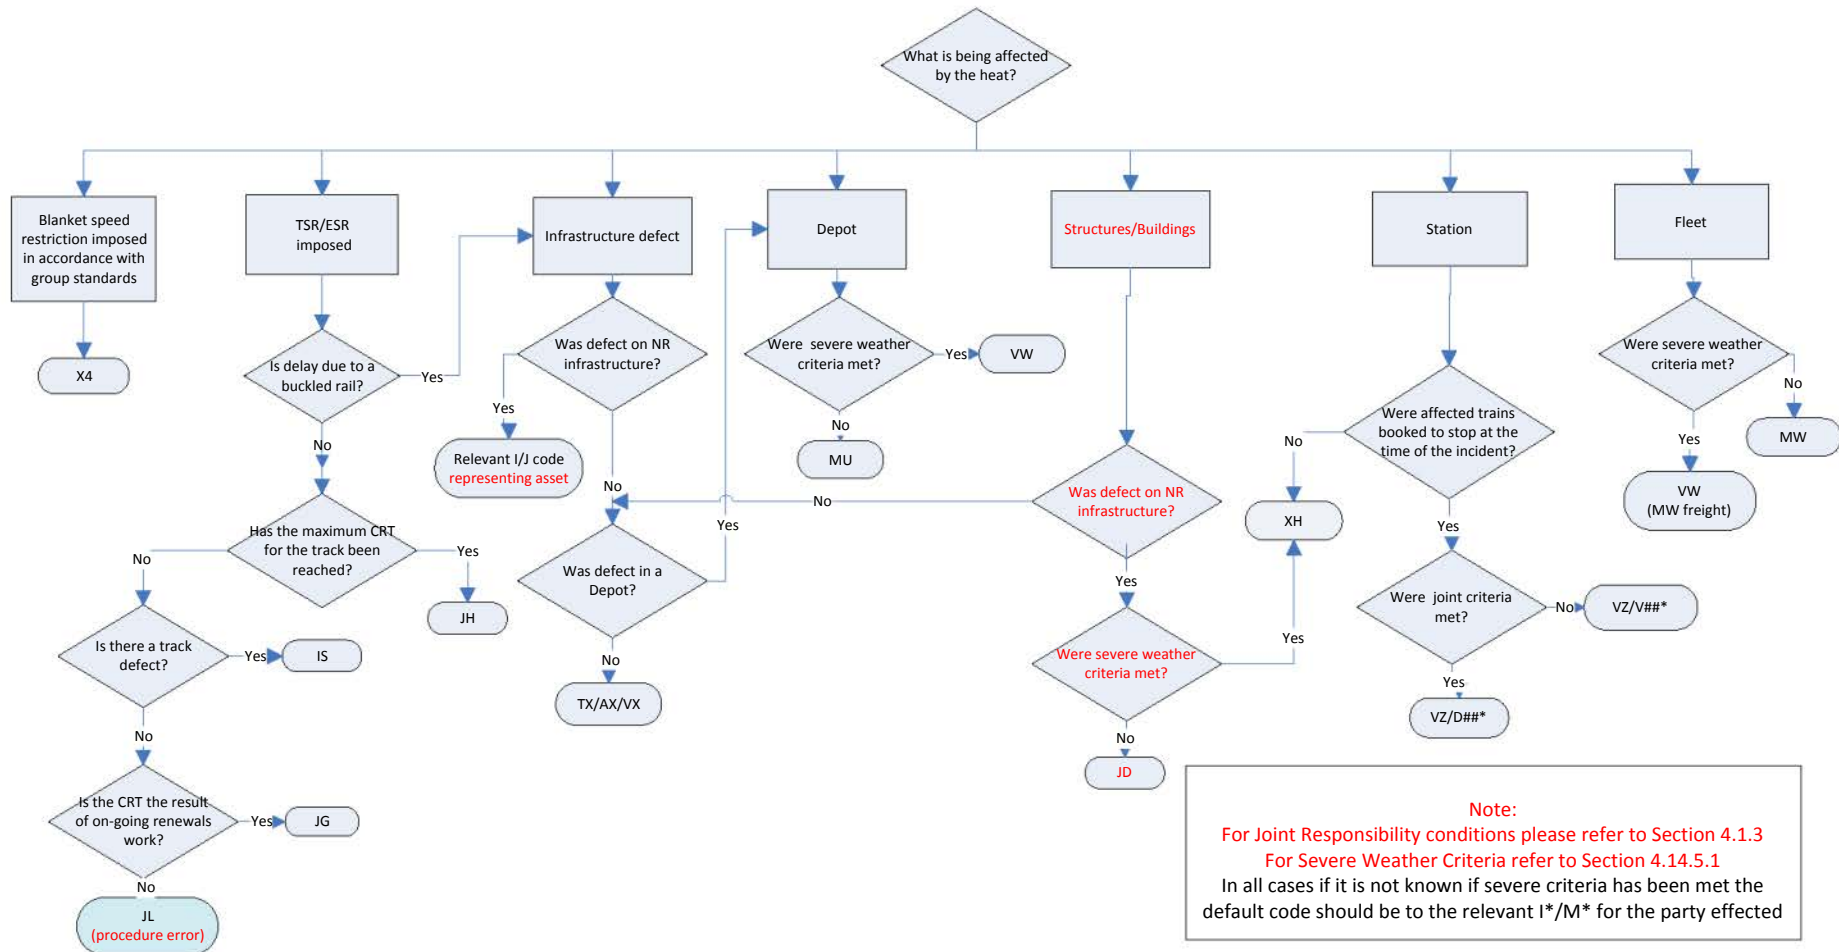 What is being affected
by the heat?
Blanket speed
restriction imposed
in accordance with
group standards
TSR/ESR
imposed
Infrastructure defect
Depot
Structures/Buildings
Station
Fleet
X4
Is delay due to a
buckled rail?
Yes
No
Was defect on NR
infrastructure?
Yes
No
Relevant I/J code
representing asset
Were  severe weather
criteria met?
Yes
VW
No
MU
Were severe weather
criteria met?
No
MW
Yes
VW
(MW freight)
Were affected trains
booked to stop at the
time of the incident?
No
XH
Yes
Was defect on NR
infrastructure?
No
Yes
Has the maximum CRT
for the track been
reached?
No
Yes
JH
Was defect in a
Depot?
Yes
No
TX/AX/VX
Were  joint criteria
met?
No
VZ/V##*
Yes
VZ/D##*
Is there a track
defect?
Yes
IS
No
Were severe weather
criteria met?
Yes
No
JD
Is the CRT the result
of on-going renewals
work?
Yes
JG
No
JL
(procedure error)
Note:
For Joint Responsibility conditions please refer to Section 4.1.3
For Severe Weather Criteria refer to Section 4.14.5.1
In all cases if it is not known if severe criteria has been met the
default code should be to the relevant I*/M* for the party effected